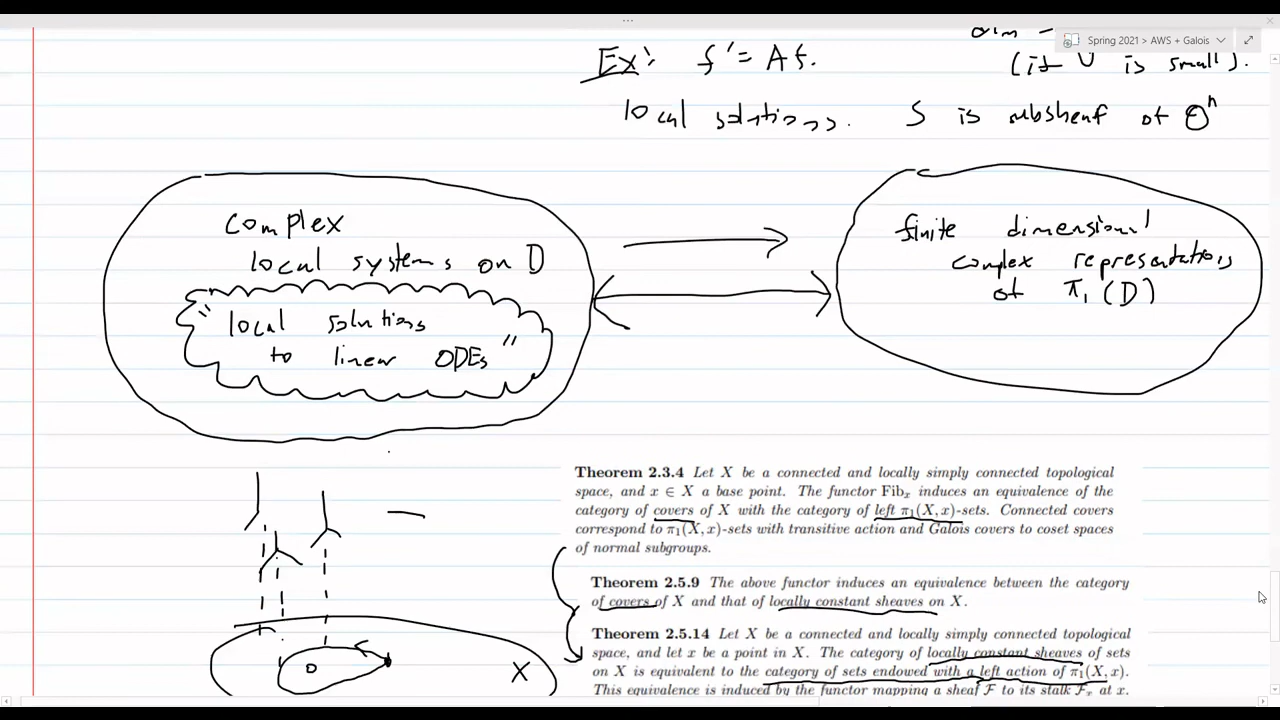 Spring 2021 > AWS + Galois
Ex: f' = Af.
(if U is small).
local solutions. S is subsheaf of O^n
complex
local systems on D
"local solutions
to linear ODEs"
finite dimensional
complex representations
of π₁(D)
Theorem 2.3.4 Let X be a connected and locally simply connected topological
space, and x ∈ X a base point. The functor Fibₓ induces an equivalence of the
category of covers of X with the category of left π₁(X, x)-sets. Connected covers
correspond to π₁(X, x)-sets with transitive action and Galois covers to coset spaces
of normal subgroups.
Theorem 2.5.9 The above functor induces an equivalence between the category
of covers of X and that of locally constant sheaves on X.
Theorem 2.5.14 Let X be a connected and locally simply connected topological
space, and let x be a point in X. The category of locally constant sheaves of sets
on X is equivalent to the category of sets endowed with a left action of π₁(X, x).
This equivalence is induced by the functor mapping a sheaf F to its stalk Fₓ at x.
X